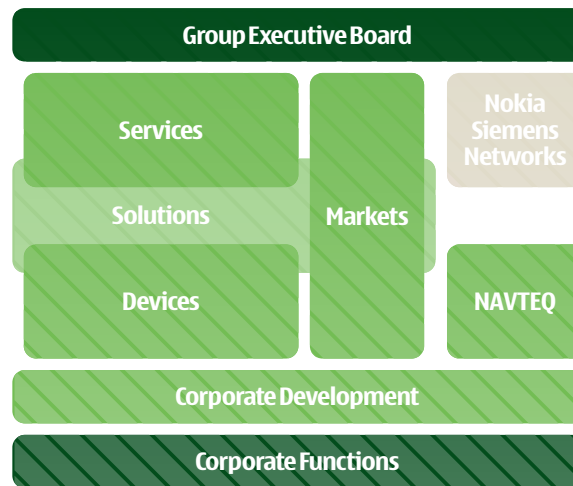 Group Executive Board
Services
Nokia
Siemens
Networks
Solutions
Markets
Devices
NAVTEQ
Corporate Development
Corporate Functions